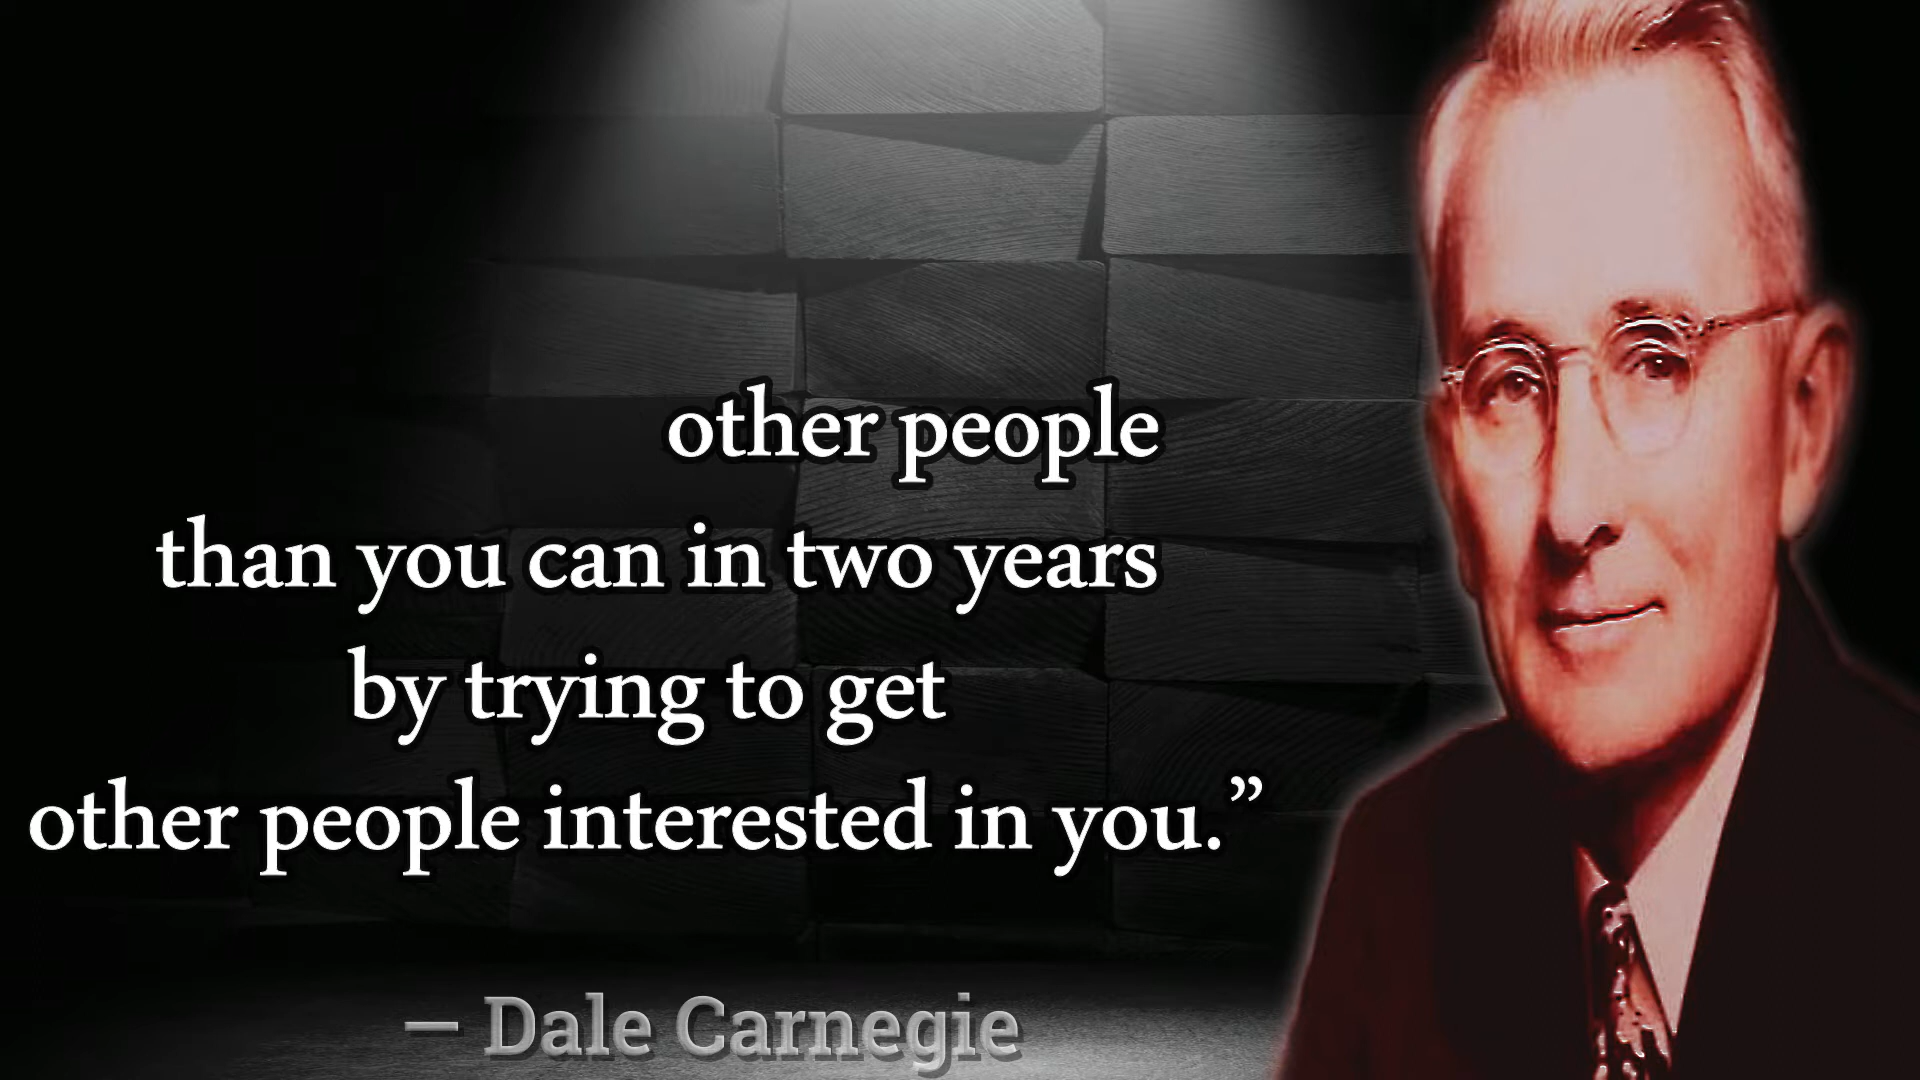 other people
than you can in two years
by trying to get
other people interested in you.”
– Dale Carnegie